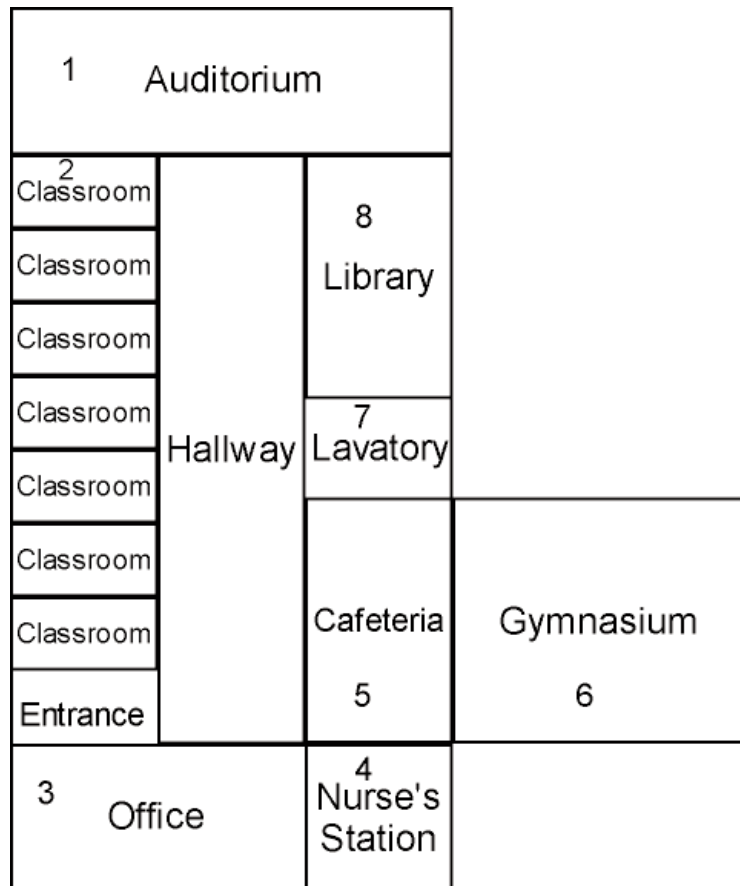 1
Auditorium
2
Classroom
Classroom
Classroom
Classroom
Classroom
Classroom
Classroom
Entrance
Hallway
8
Library
7
Lavatory
Cafeteria
5
Gymnasium
6
3
Office
4
Nurse's
Station